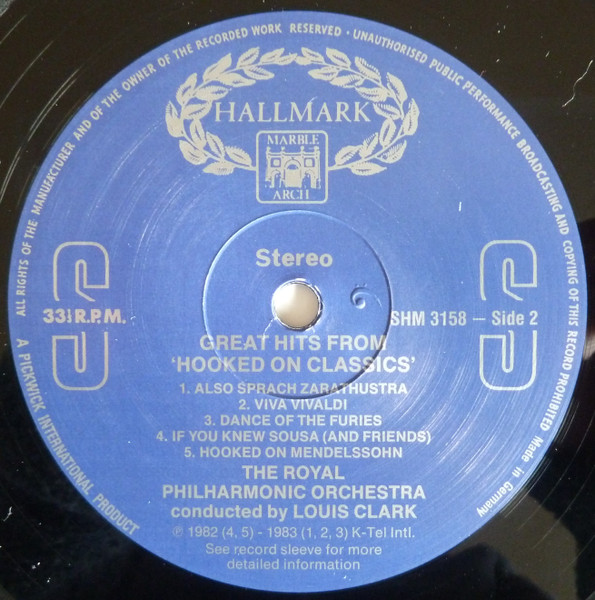 ALL RIGHTS OF THE MANUFACTURER AND OF THE OWNER OF THE RECORDED WORK RESERVED · UNAUTHORISED PUBLIC PERFORMANCE BROADCASTING AND COPYING OF THIS RECORD PROHIBITED Made in Germany
HALLMARK
MARBLE
ARCH
Stereo
33⅓ R.P.M.
SHM 3158 — Side 2
GREAT HITS FROM
'HOOKED ON CLASSICS'
1. ALSO SPRACH ZARATHUSTRA
2. VIVA VIVALDI
3. DANCE OF THE FURIES
4. IF YOU KNEW SOUSA (AND FRIENDS)
5. HOOKED ON MENDELSSOHN
THE ROYAL
PHILHARMONIC ORCHESTRA
conducted by LOUIS CLARK
℗ 1982 (4, 5) - 1983 (1, 2, 3) K-Tel Intl.
See record sleeve for more
detailed information
A PICKWICK INTERNATIONAL PRODUCT